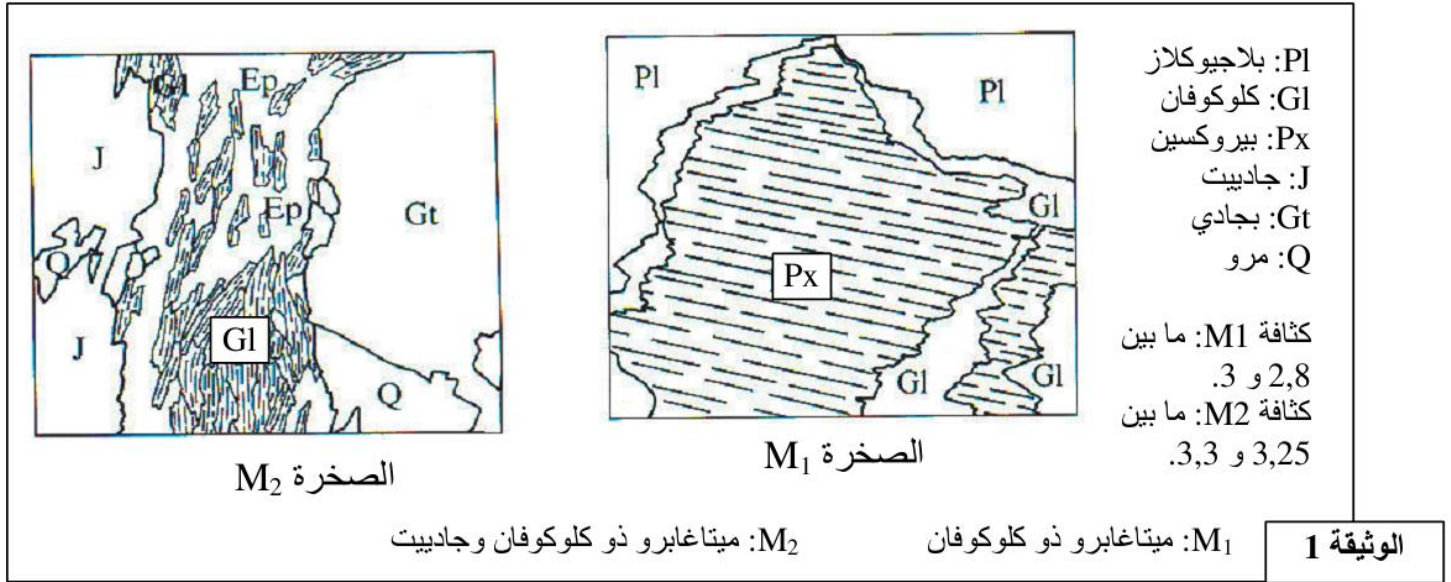 Pl: بلاجيوكلاز
Gl: كلوكوفان
Px: بيروكسين
J: جادييت
Gt: بجادي
Q: مرو
كثافة M1: ما بين
2,8 و 3.
كثافة M2: ما بين
3,25 و 3,3.
Pl
Pl
Gl
Px
Gl
Gl
الصخرة M₁
Gl
Ep
J
Ep
Gt
Q
J
Gl
Q
الصخرة M₂
M₁: ميتاغابرو ذو كلوكوفان
M₂: ميتاغابرو ذو كلوكوفان وجادييت
الوثيقة 1